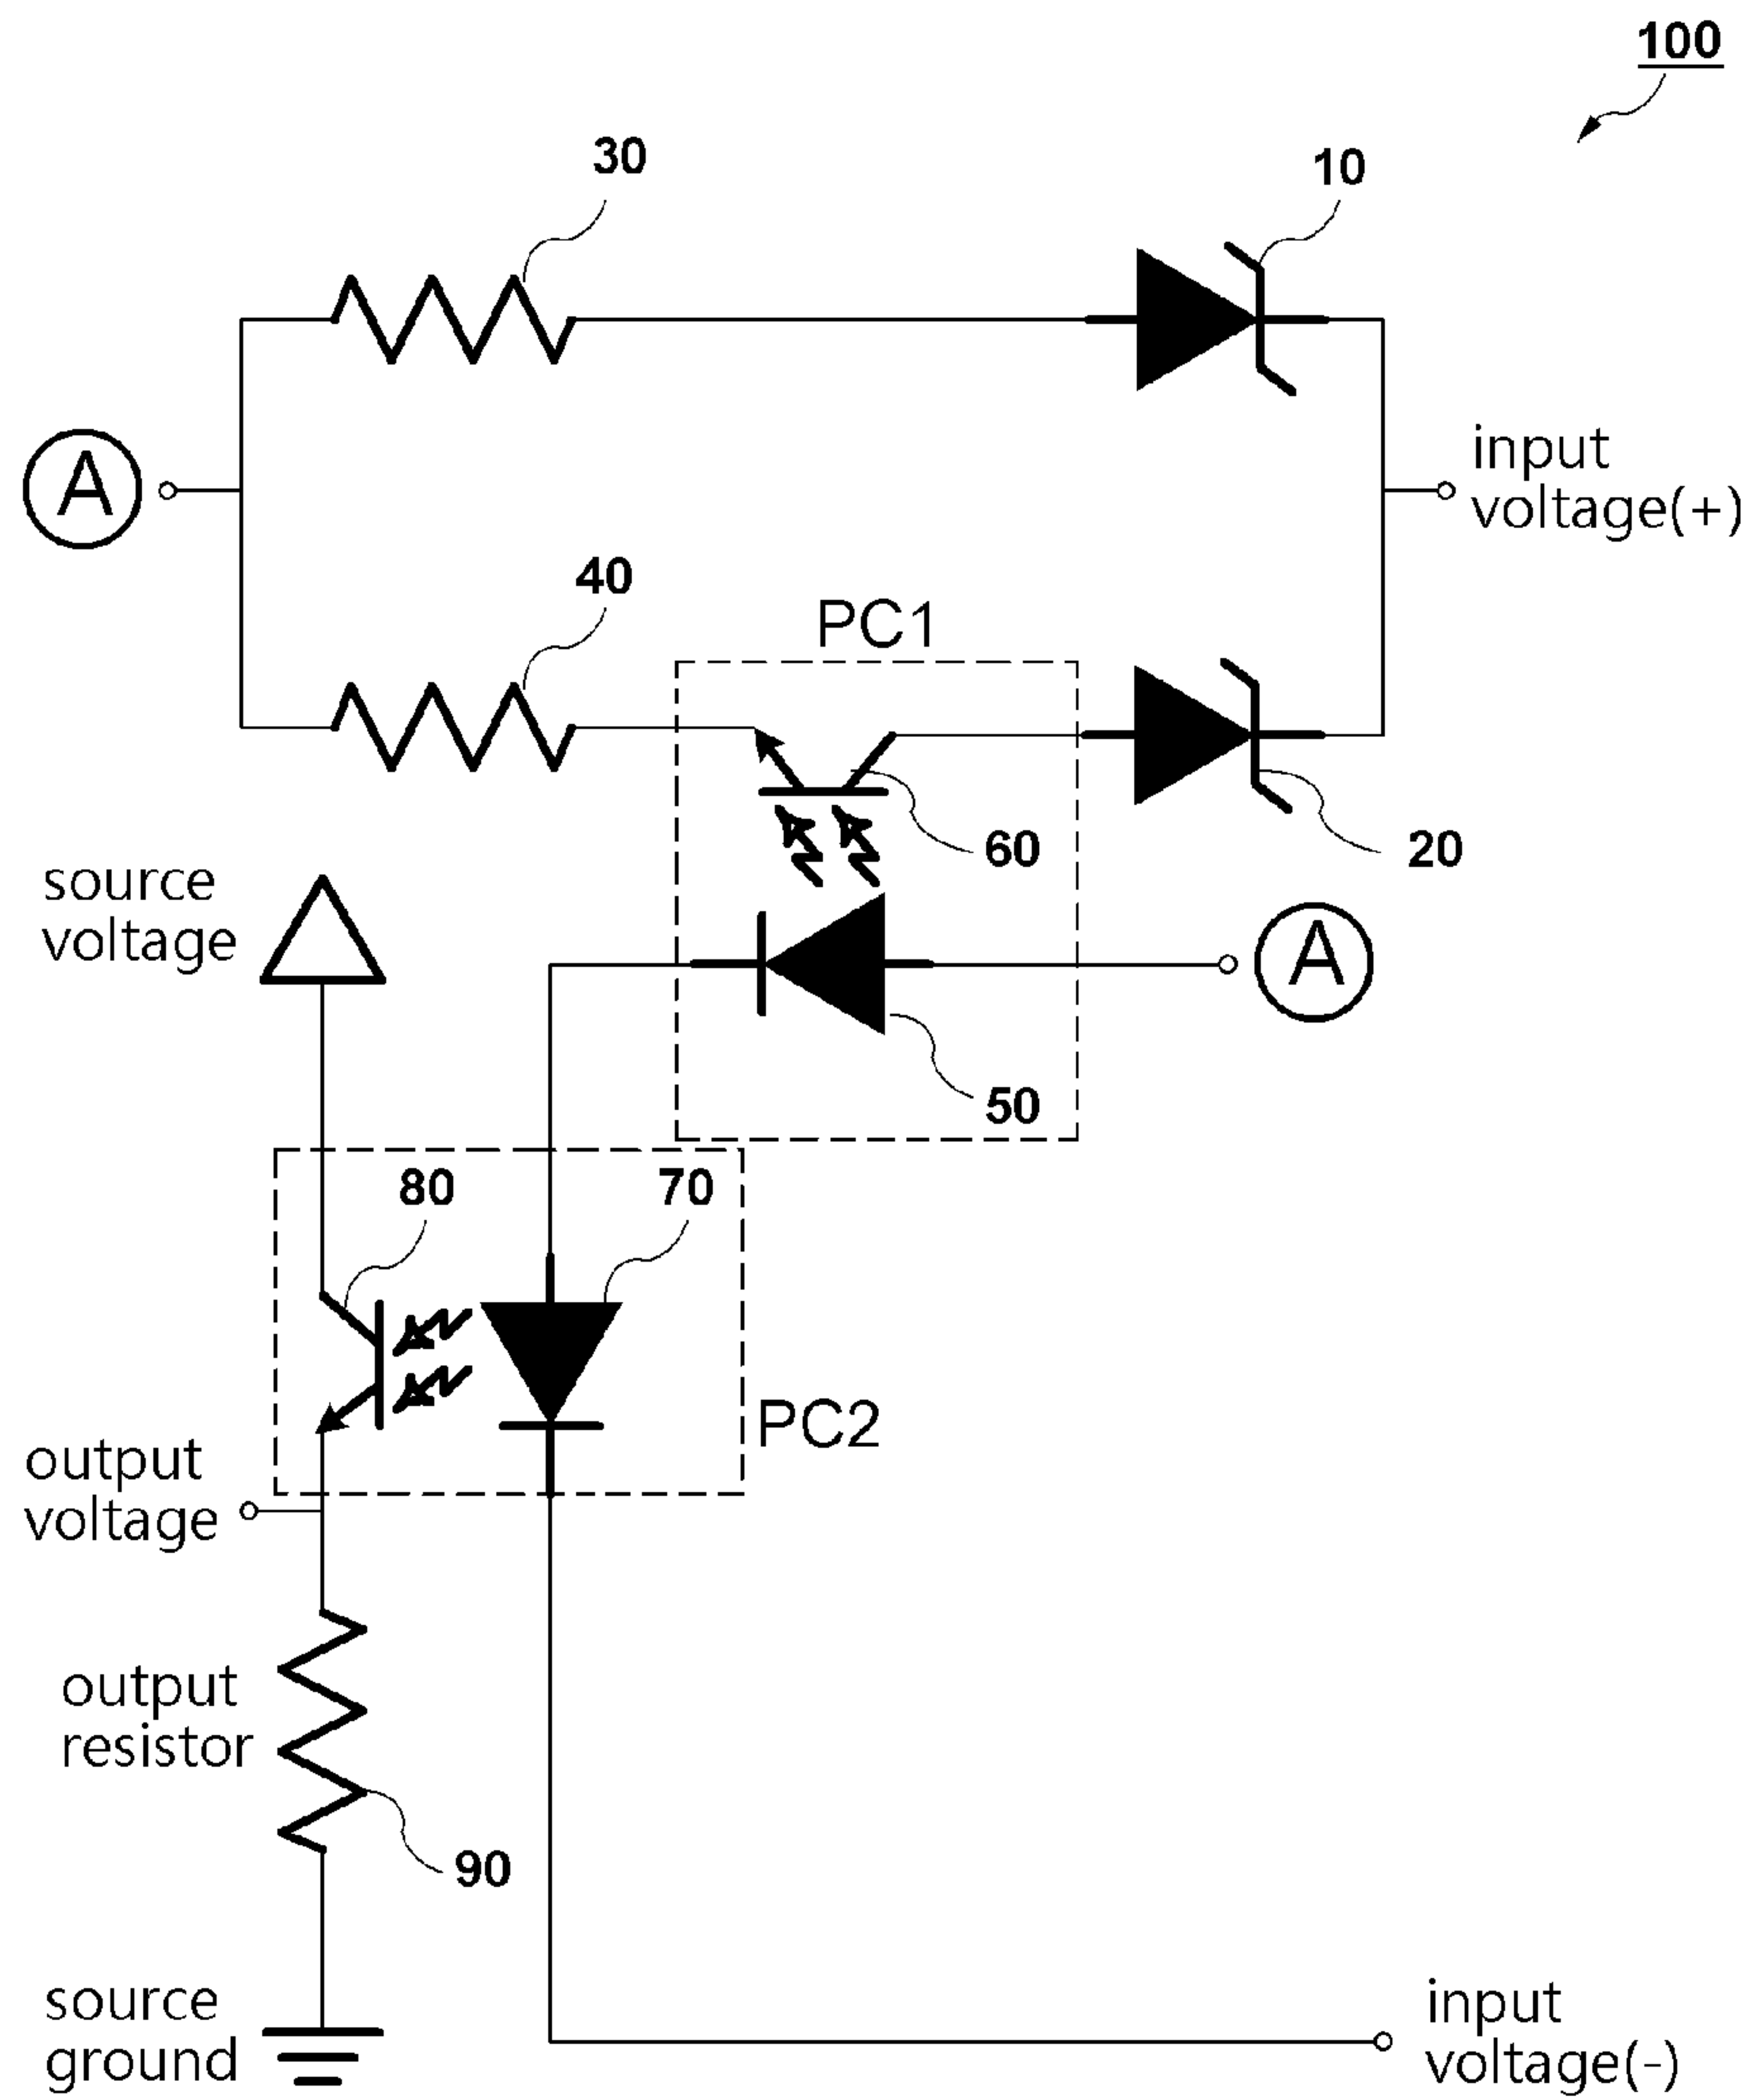 100
30
10
A
input
voltage(+)
40
PC1
60
20
source
voltage
A
50
80
70
PC2
output
voltage
output
resistor
90
source
ground
input
voltage(-)